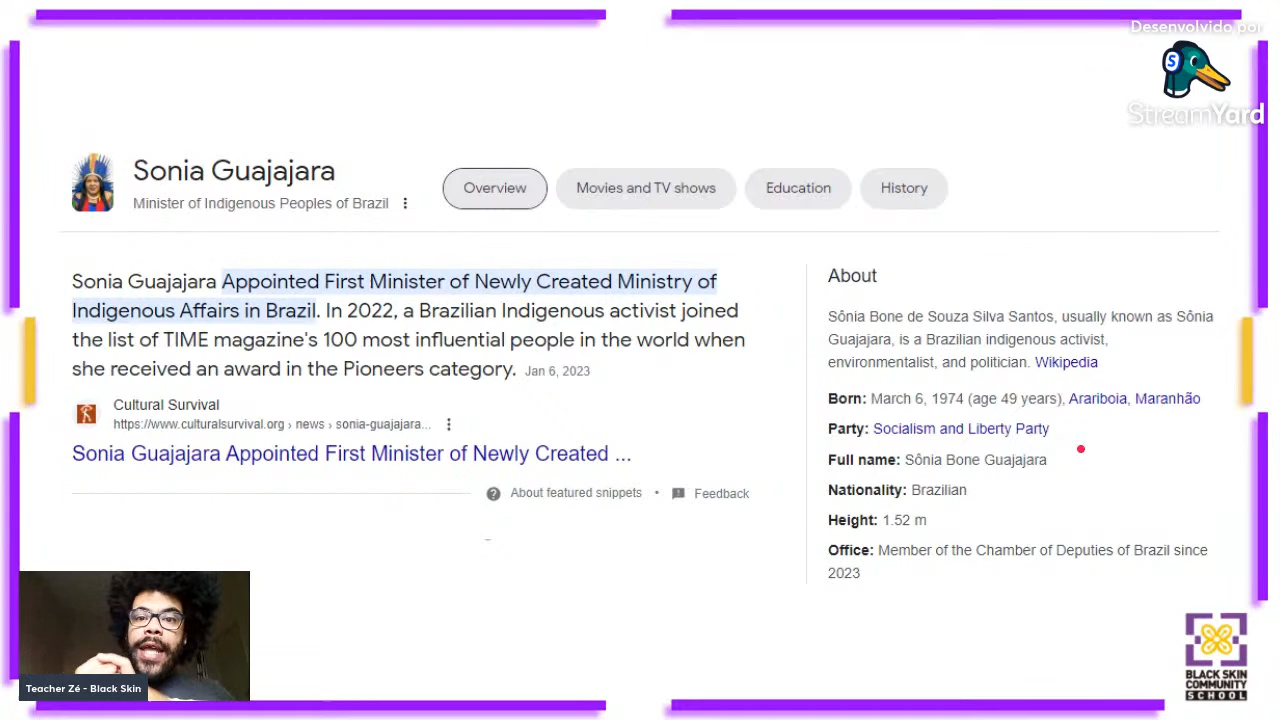 Desenvolvido por
StreamYard
Sonia Guajajara
Minister of Indigenous Peoples of Brazil
Overview
Movies and TV shows
Education
History
Sonia Guajajara Appointed First Minister of Newly Created Ministry of
Indigenous Affairs in Brazil. In 2022, a Brazilian Indigenous activist joined
the list of TIME magazine's 100 most influential people in the world when
she received an award in the Pioneers category. Jan 6, 2023
Cultural Survival
https://www.culturalsurvival.org › news › sonia-guajajara...
Sonia Guajajara Appointed First Minister of Newly Created ...
About featured snippets • Feedback
About
Sônia Bone de Souza Silva Santos, usually known as Sônia
Guajajara, is a Brazilian indigenous activist,
environmentalist, and politician. Wikipedia
Born: March 6, 1974 (age 49 years), Arariboia, Maranhão
Party: Socialism and Liberty Party
Full name: Sônia Bone Guajajara
Nationality: Brazilian
Height: 1.52 m
Office: Member of the Chamber of Deputies of Brazil since
2023
Teacher Zé - Black Skin
BLACK SKIN
COMMUNITY
SCHOOL